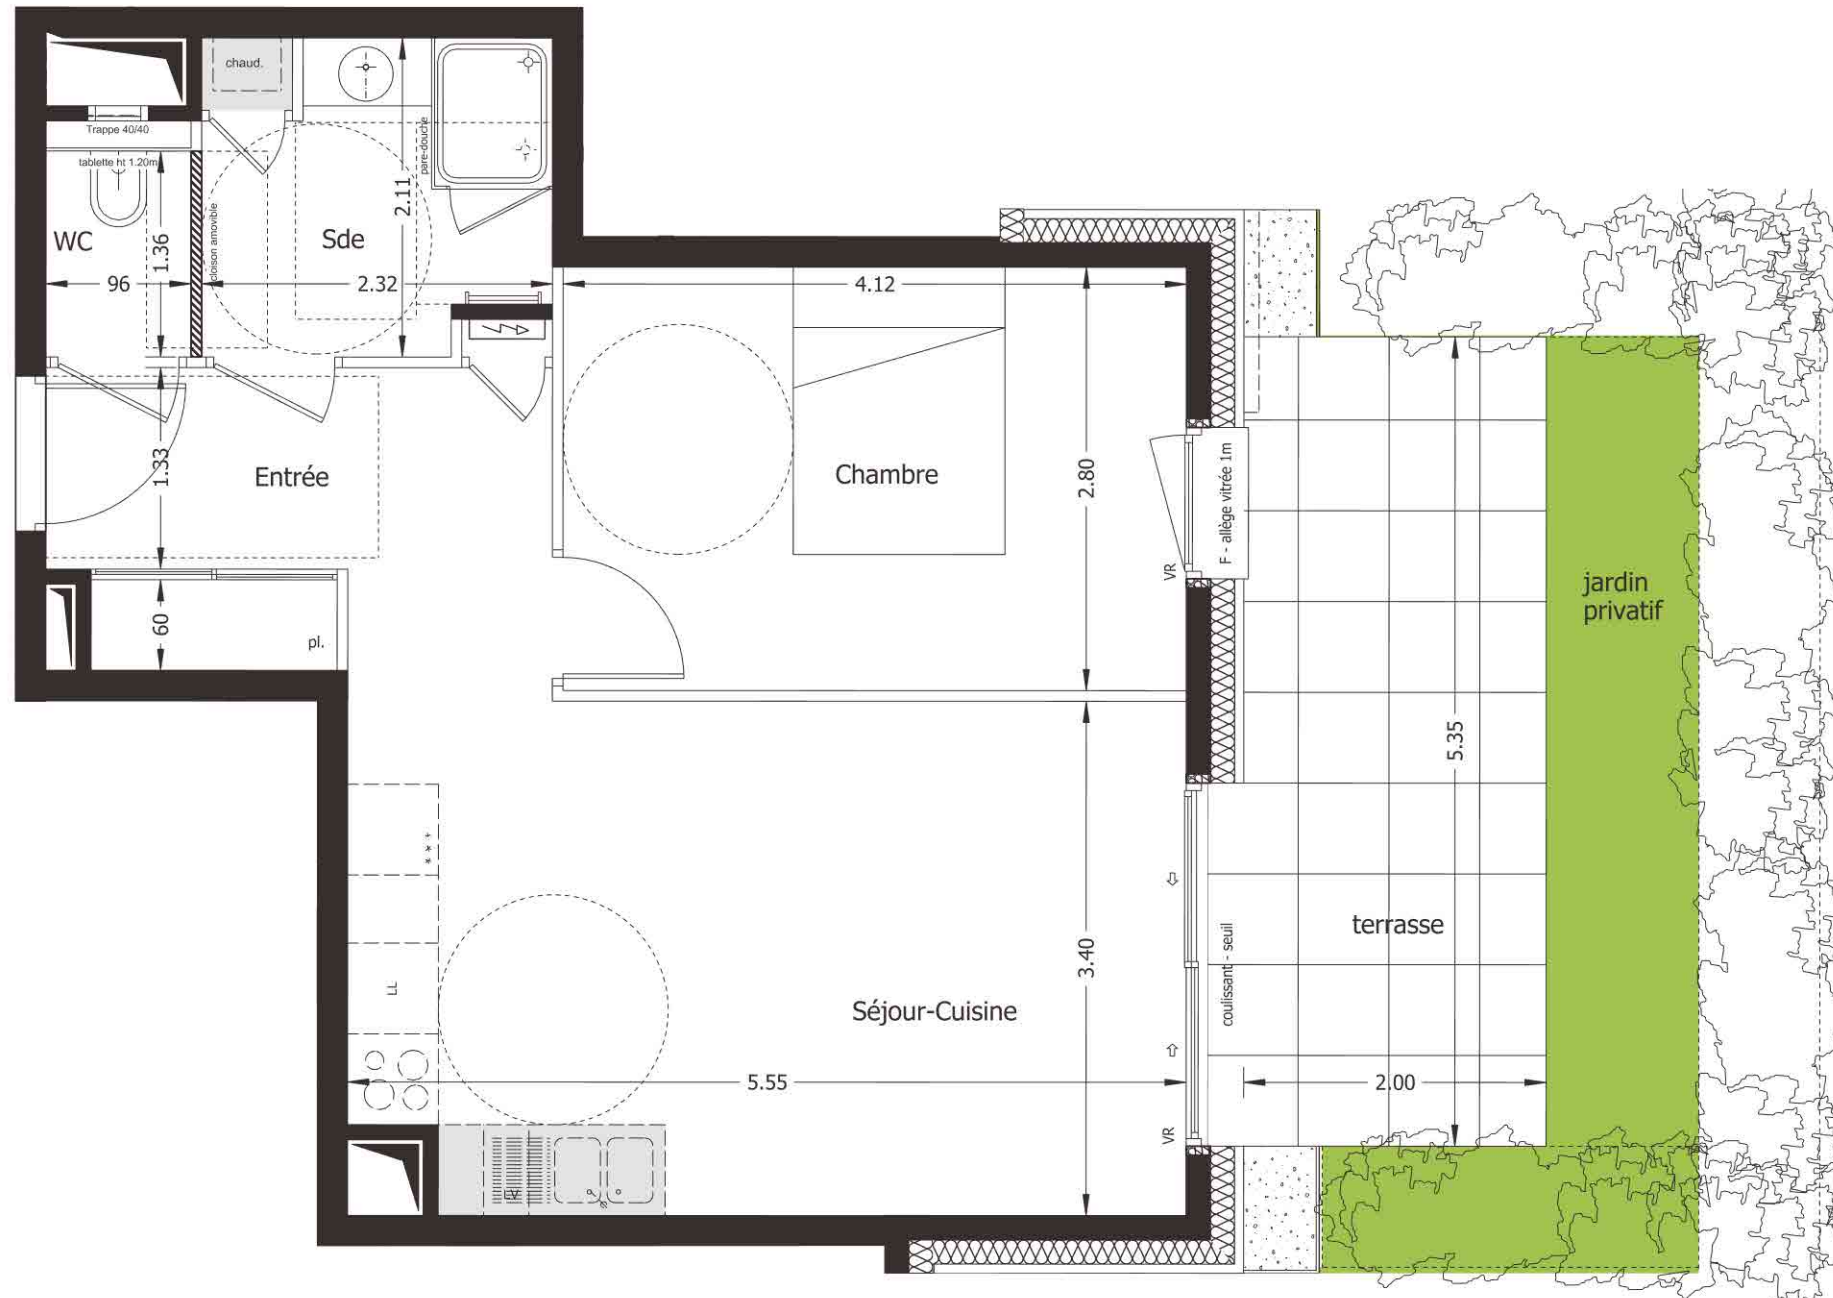 chaud.
Trappe 40/40
tablette ht 1.20m
pare-douche
2.11
WC
1.36
cloison amovible
Sde
96
2.32
4.12
1.33
Entrée
Chambre
2.80
F - allège vitrée 1m
VR
jardin
privatif
60
pl.
5.35
***
terrasse
3.40
coulissant - seuil
LL
Séjour-Cuisine
5.55
2.00
VR
LV